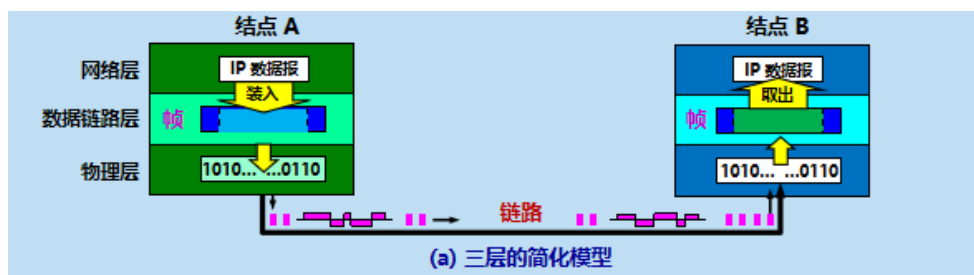 结点 A
结点 B
网络层
IP 数据报
IP 数据报
装入
取出
数据链路层
帧
帧
物理层
1010... ...0110
1010... ...0110
链路
(a) 三层的简化模型